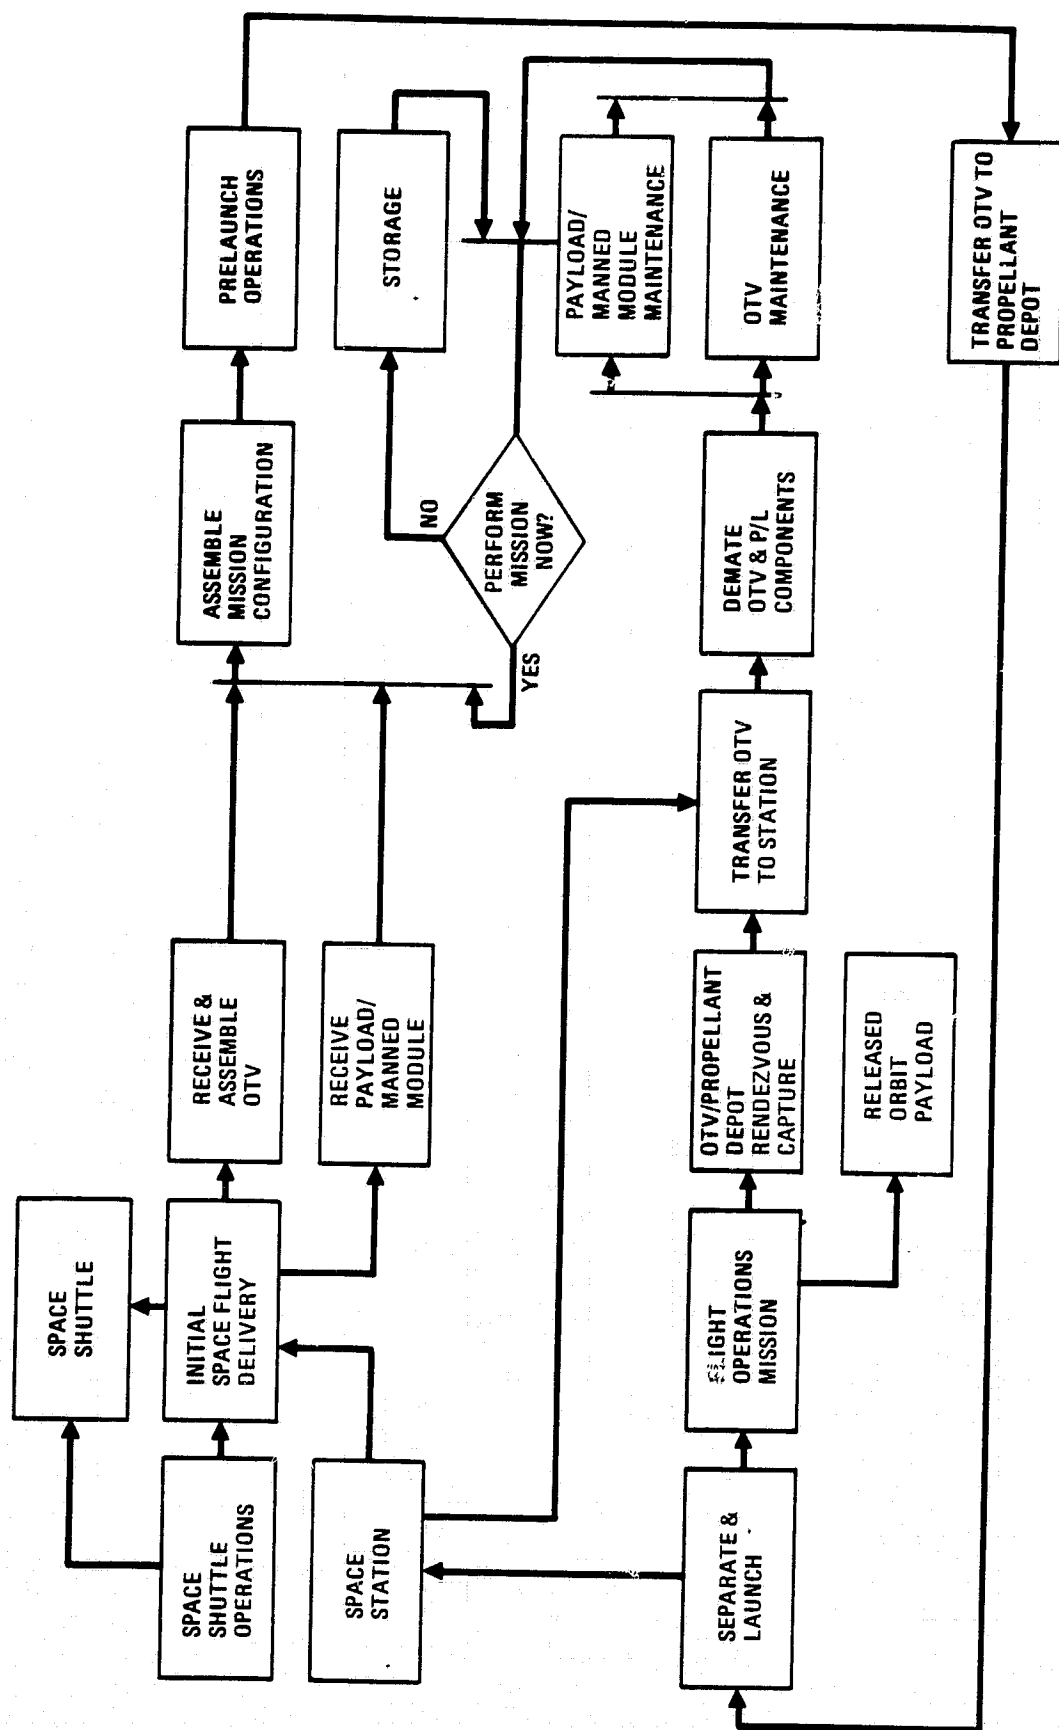 SPACE
SHUTTLE
SPACE
SHUTTLE
OPERATIONS
INITIAL
SPACE FLIGHT
DELIVERY
RECEIVE &
ASSEMBLE
OTV
ASSEMBLE
MISSION
CONFIGURATION
PRELAUNCH
OPERATIONS
SPACE
STATION
RECEIVE
PAYLOAD/
MANNED
MODULE
NO
STORAGE
PERFORM
MISSION
NOW?
YES
PAYLOAD/
MANNED
MODULE
MAINTENANCE
SEPARATE &
LAUNCH
FLIGHT
OPERATIONS
MISSION
OTV/PROPELLANT
DEPOT
RENDEZVOUS &
CAPTURE
TRANSFER OTV
TO STATION
DEMATE
OTV & P/L
COMPONENTS
OTV
MAINTENANCE
RELEASED
ORBIT
PAYLOAD
TRANSFER OTV TO
PROPELLANT
DEPOT